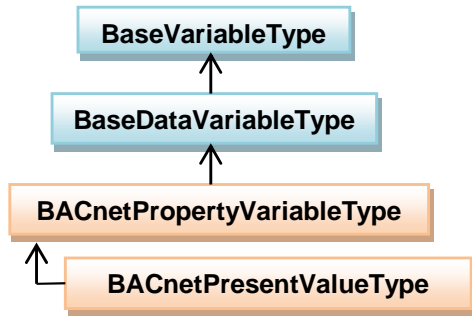 BaseVariableType
BaseDataVariableType
BACnetPropertyVariableType
BACnetPresentValueType